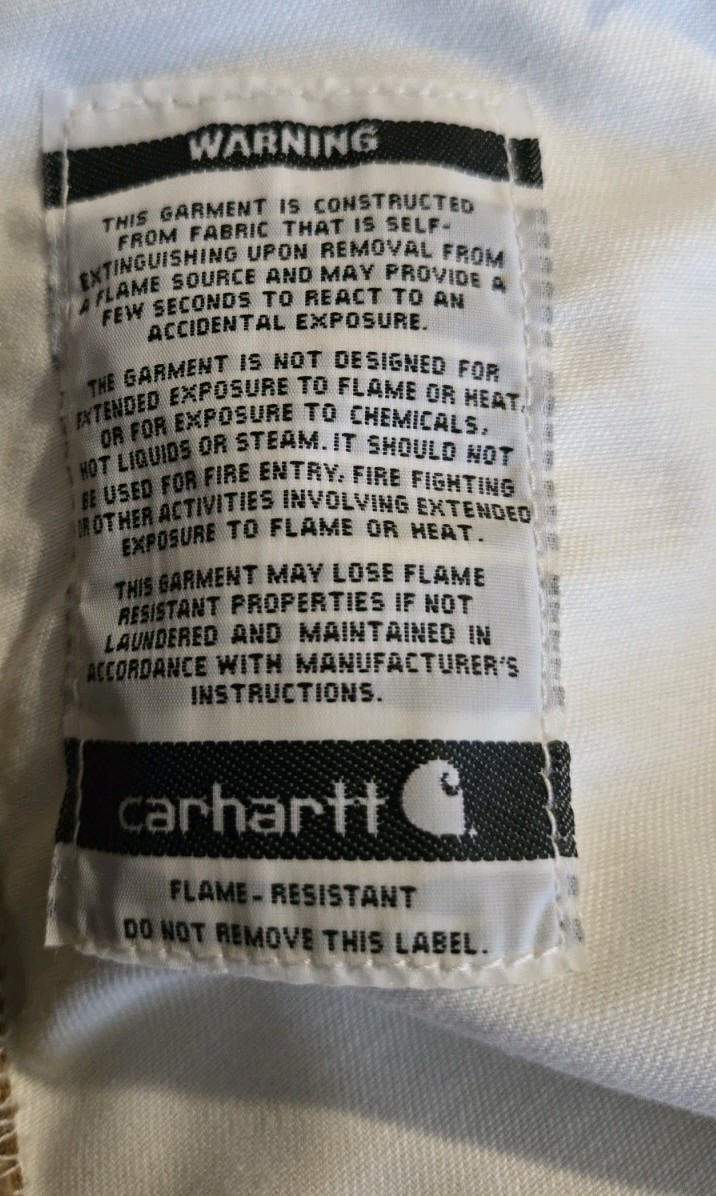 WARNING
THIS GARMENT IS CONSTRUCTED
FROM FABRIC THAT IS SELF-
EXTINGUISHING UPON REMOVAL FROM
A FLAME SOURCE AND MAY PROVIDE A
FEW SECONDS TO REACT TO AN
ACCIDENTAL EXPOSURE.
THE GARMENT IS NOT DESIGNED FOR
EXTENDED EXPOSURE TO FLAME OR HEAT,
OR FOR EXPOSURE TO CHEMICALS,
HOT LIQUIDS OR STEAM. IT SHOULD NOT
BE USED FOR FIRE ENTRY, FIRE FIGHTING
OR OTHER ACTIVITIES INVOLVING EXTENDED
EXPOSURE TO FLAME OR HEAT.
THIS GARMENT MAY LOSE FLAME
RESISTANT PROPERTIES IF NOT
LAUNDERED AND MAINTAINED IN
ACCORDANCE WITH MANUFACTURER'S
INSTRUCTIONS.
carhartt
FLAME-RESISTANT
DO NOT REMOVE THIS LABEL.